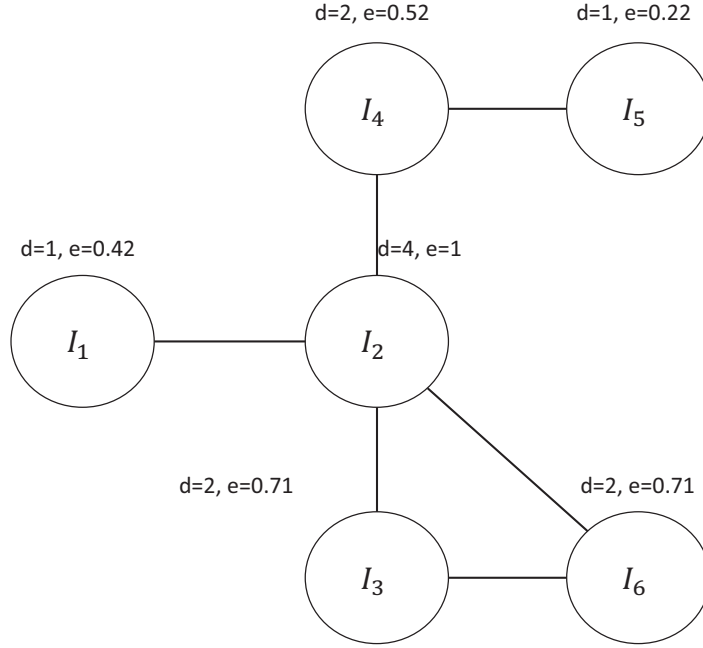 d=2, e=0.52
d=1, e=0.22
I₄
I₅
d=1, e=0.42
d=4, e=1
I₁
I₂
d=2, e=0.71
d=2, e=0.71
I₃
I₆